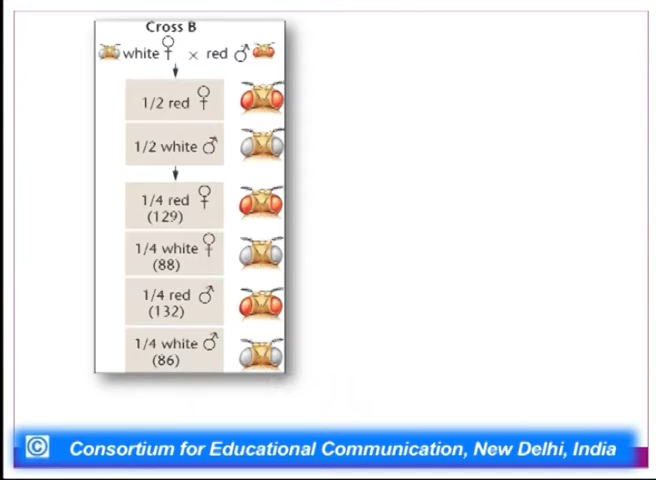 Cross B
white ♀ × red ♂
1/2 red ♀
1/2 white ♂
1/4 red ♀
(129)
1/4 white ♀
(88)
1/4 red ♂
(132)
1/4 white ♂
(86)
© Consortium for Educational Communication, New Delhi, India